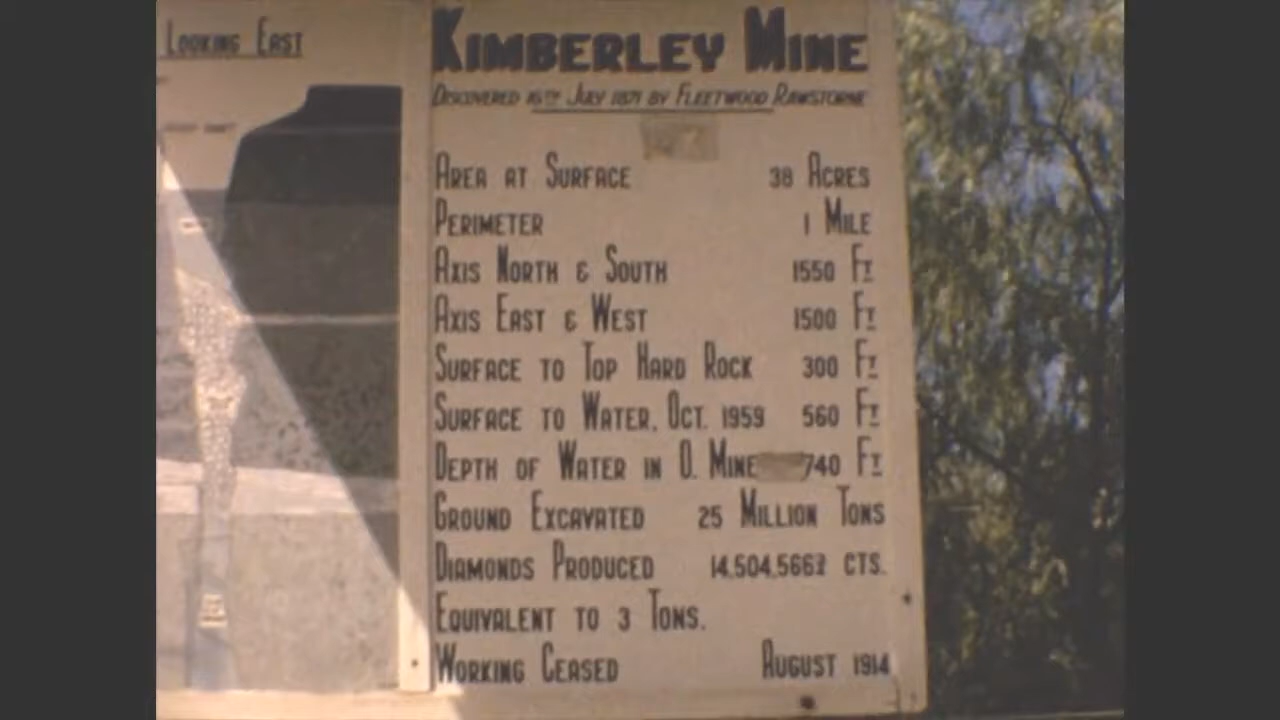 LOOKING EAST
KIMBERLEY MINE
DISCOVERED 16TH JULY 1871 BY FLEETWOOD RAWSTORNE
AREA AT SURFACE 38 ACRES
PERIMETER 1 MILE
AXIS NORTH & SOUTH 1550 FT
AXIS EAST & WEST 1500 FT
SURFACE TO TOP HARD ROCK 300 FT
SURFACE TO WATER, OCT. 1959 560 FT
DEPTH OF WATER IN O. MINE 740 FT
GROUND EXCAVATED 25 MILLION TONS
DIAMONDS PRODUCED 14,504,566 CTS.
EQUIVALENT TO 3 TONS.
WORKING CEASED AUGUST 1914